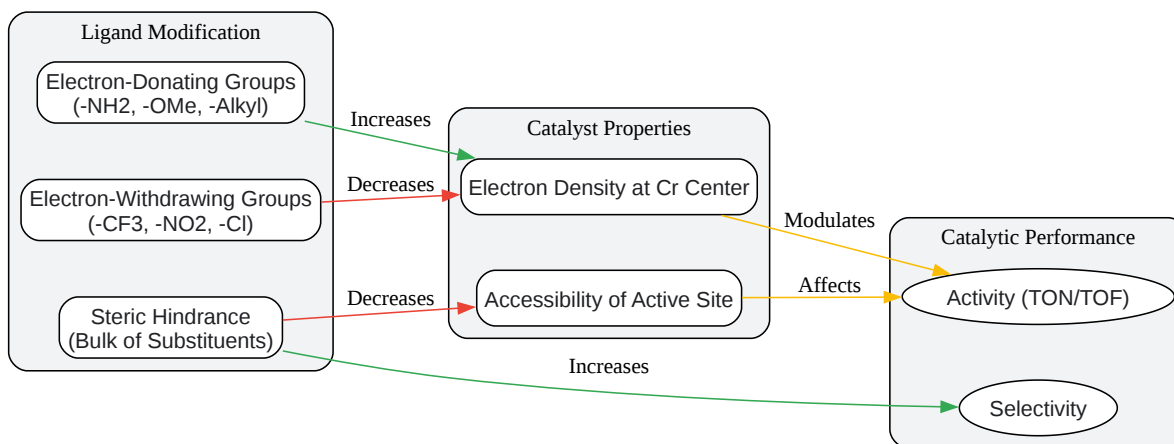 Ligand Modification
Electron-Donating Groups
(-NH2, -OMe, -Alkyl)
Increases
Catalyst Properties
Electron-Withdrawing Groups
(-CF3, -NO2, -Cl)
Decreases
Electron Density at Cr Center
Modulates
Catalytic Performance
Steric Hindrance
(Bulk of Substituents)
Decreases
Accessibility of Active Site
Affects
Activity (TON/TOF)
Increases
Selectivity